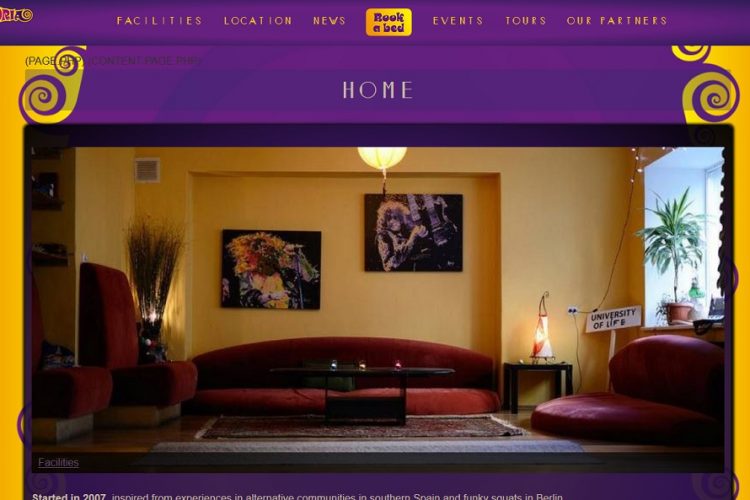 FACILITIES LOCATION NEWS Book a bed EVENTS TOURS OUR PARTNERS
(PAGE.PHP) (CONTENT-PAGE.PHP)
HOME
UNIVERSITY
OF LIFE
Facilities
Started in 2007, inspired from experiences in alternative communities in southern Spain and funky squats in Berlin